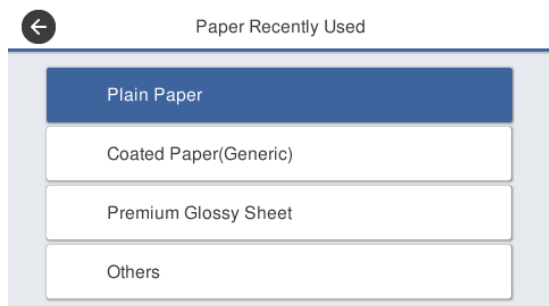 Paper Recently Used
Plain Paper
Coated Paper(Generic)
Premium Glossy Sheet
Others